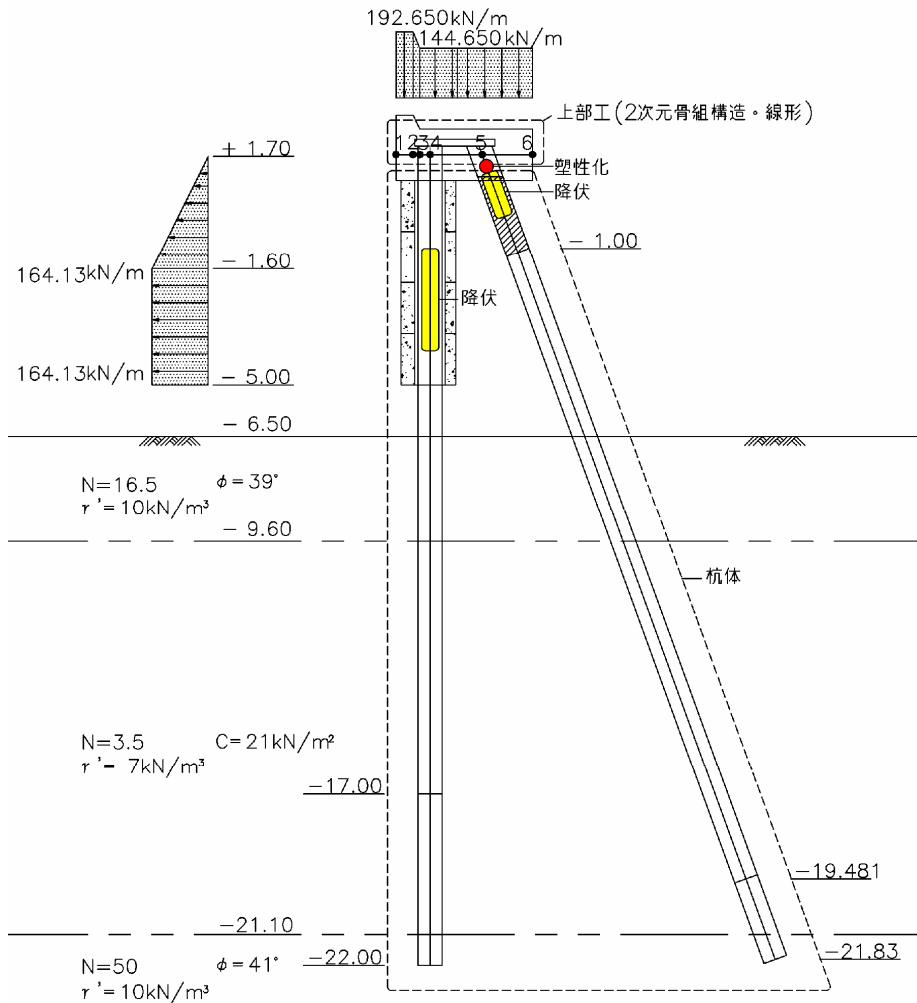 192.650kN/m
144.650kN/m
上部工(2次元骨組構造・線形)
1 2 3 4 5 6
+ 1.70
塑性化
降伏
- 1.00
164.13kN/m
- 1.60
降伏
164.13kN/m
- 5.00
- 6.50
N=16.5 φ=39°
γ'=10kN/m³
- 9.60
杭体
N=3.5 C=21kN/m²
γ'- 7kN/m³
-17.00
-19.481
-21.10
-21.83
N=50 φ=41°
-22.00
γ'=10kN/m³